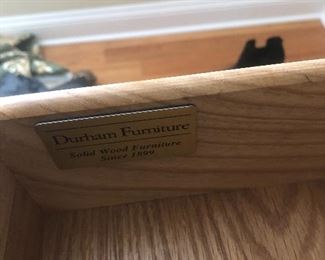 Durham Furniture
Solid Wood Furniture
Since 1899